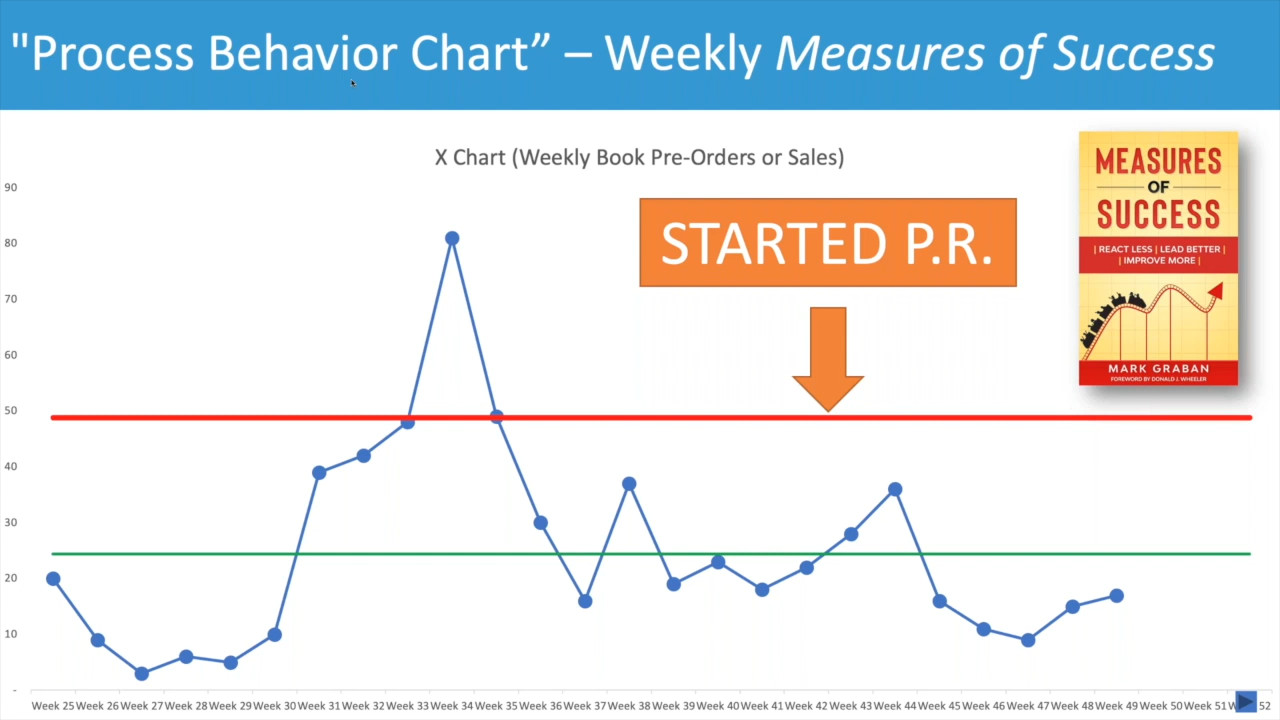 "Process Behavior Chart” – Weekly Measures of Success
X Chart (Weekly Book Pre-Orders or Sales)
90
80
70
60
50
40
30
20
10
-
STARTED P.R.
MEASURES
OF
SUCCESS
| REACT LESS | LEAD BETTER |
| IMPROVE MORE |
MARK GRABAN
FOREWORD BY DONALD J. WHEELER
Week 25 Week 26 Week 27 Week 28 Week 29 Week 30 Week 31 Week 32 Week 33 Week 34 Week 35 Week 36 Week 37 Week 38 Week 39 Week 40 Week 41 Week 42 Week 43 Week 44 Week 45 Week 46 Week 47 Week 48 Week 49 Week 50 Week 51 52